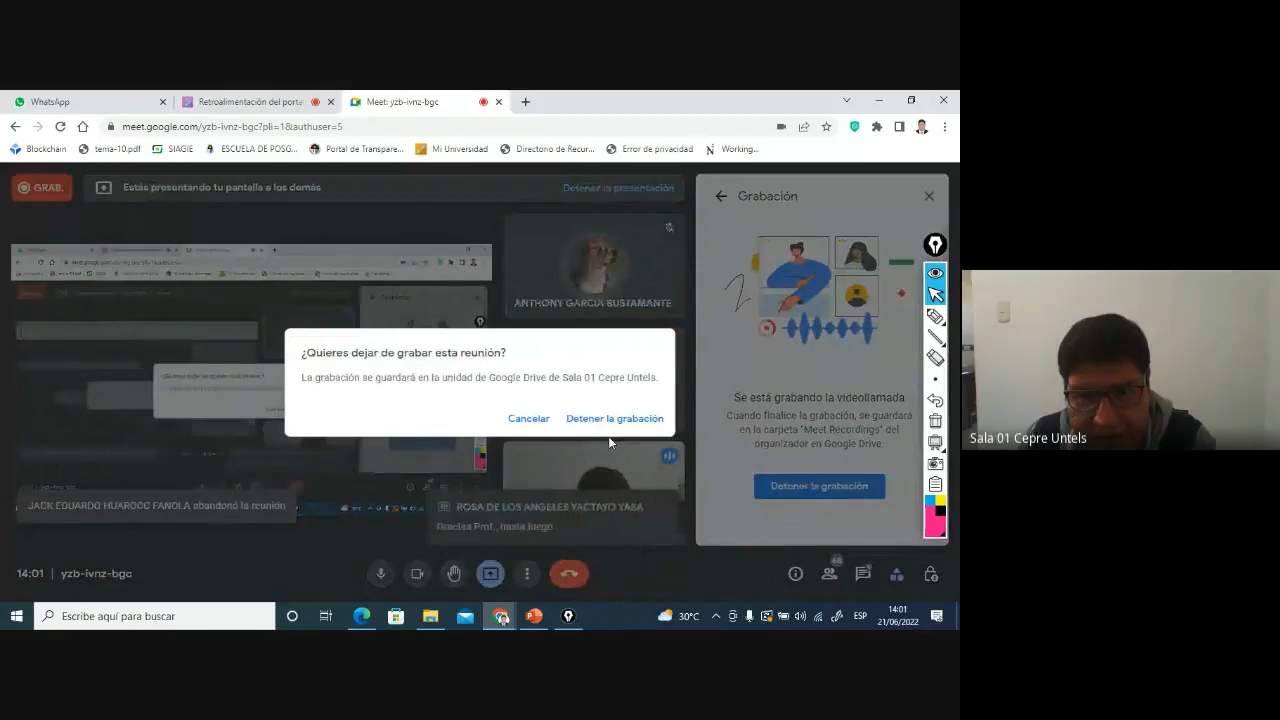 WhatsApp
Retroalimentación del porta
Meet: yzb-ivnz-bgc
meet.google.com/yzb-ivnz-bgc?pli=1&authuser=5
Blockchain
tema-10.pdf
SIAGIE
ESCUELA DE POSG...
Portal de Transpare...
Mi Universidad
Directorio de Recur...
Error de privacidad
Working...
GRAB.
Estás presentando tu pantalla a los demás
Detener la presentación
Grabación
ANTHONY GARCIA BUSTAMANTE
¿Quieres dejar de grabar esta reunión?
La grabación se guardará en la unidad de Google Drive de Sala 01 Cepre Untels.
Cancelar
Detener la grabación
Se está grabando la videollamada
Cuando finalice la grabación, se guardará
en la carpeta "Meet Recordings" del
organizador en Google Drive.
Detener la grabación
JACK EDUARDO HUAROCC FANOLA abandonó la reunión
ROSA DE LOS ANGELES YACTAYO YASA
Gracias Prof., hasta luego
14:01
yzb-ivnz-bgc
Sala 01 Cepre Untels
Escribe aquí para buscar
30°C
ESP
14:01
21/06/2022